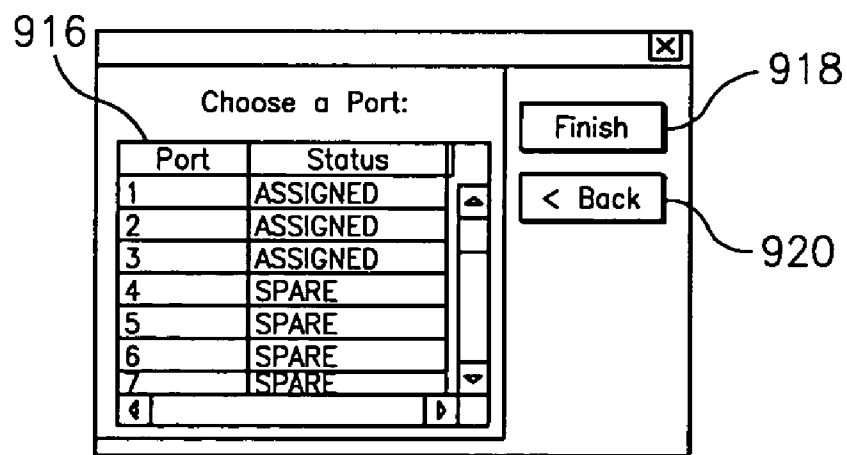 916
918
Choose a Port:
Finish
Port Status
1 ASSIGNED
< Back
2 ASSIGNED
3 ASSIGNED
920
4 SPARE
5 SPARE
6 SPARE
7 SPARE